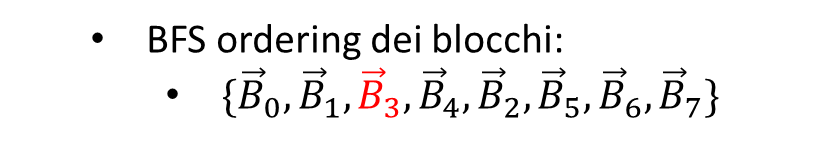 • BFS ordering dei blocchi:
• {B⃗₀, B⃗₁, B⃗₃, B⃗₄, B⃗₂, B⃗₅, B⃗₆, B⃗₇}